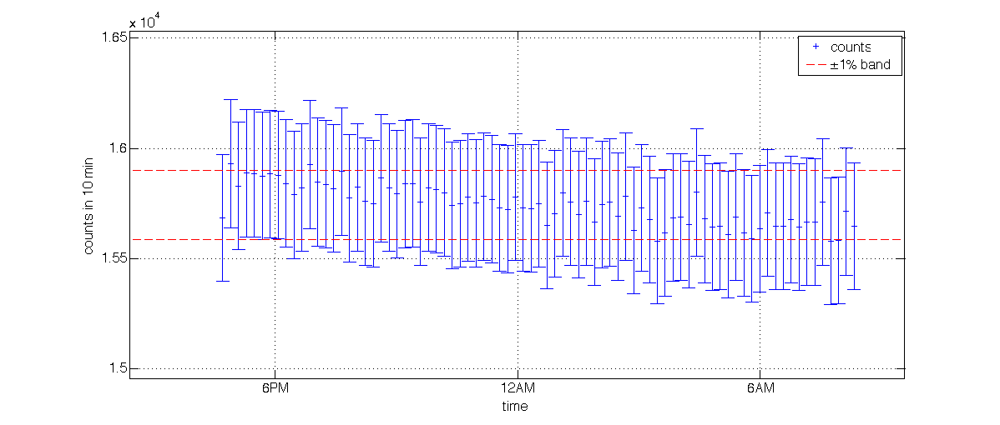 x 10^4
1.65
1.6
1.55
1.5
counts in 10 min
counts
±1% band
6PM
12AM
6AM
time